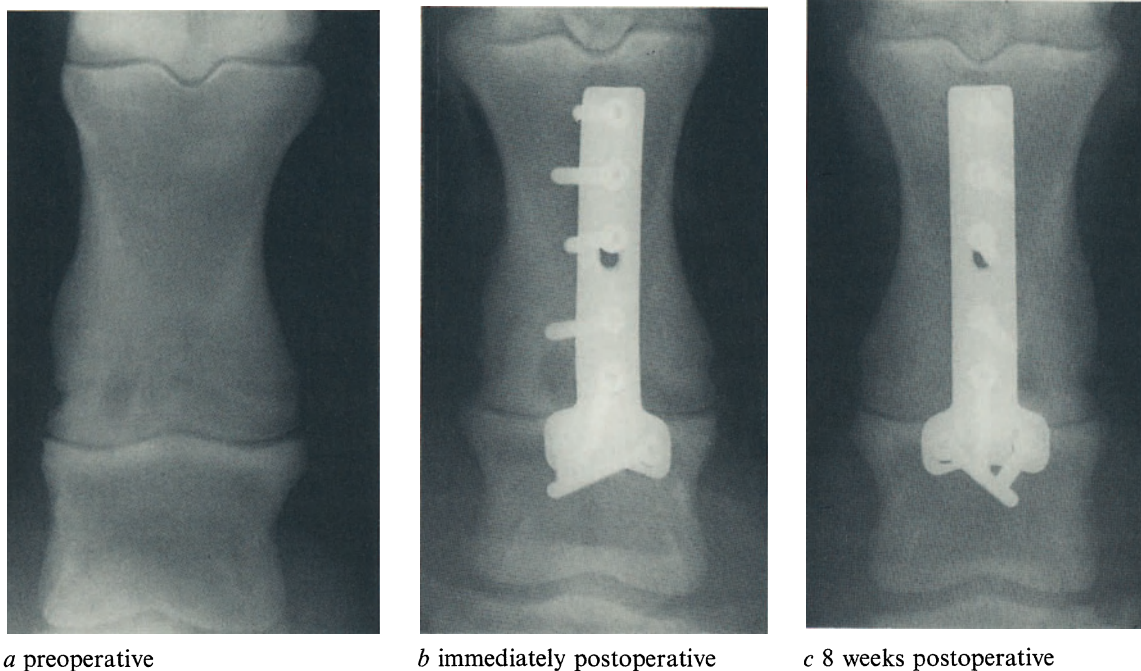 a preoperative
b immediately postoperative
c 8 weeks postoperative